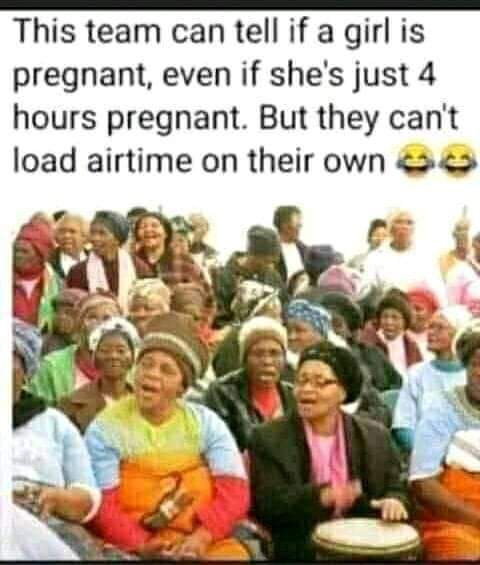 This team can tell if a girl is
pregnant, even if she's just 4
hours pregnant. But they can't
load airtime on their own 😂😂